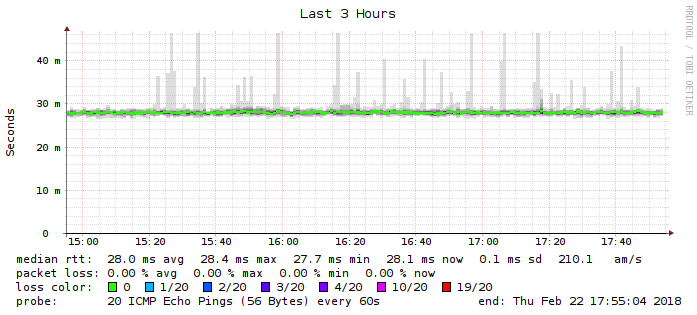 Last 3 Hours
RRDTOOL / TOBI OETIKER
Seconds
40 m
30 m
20 m
10 m
0
15:00 15:20 15:40 16:00 16:20 16:40 17:00 17:20 17:40
median rtt: 28.0 ms avg 28.4 ms max 27.7 ms min 28.1 ms now 0.1 ms sd 210.1 am/s
packet loss: 0.00 % avg 0.00 % max 0.00 % min 0.00 % now
loss color: 0 1/20 2/20 3/20 4/20 10/20 19/20
probe: 20 ICMP Echo Pings (56 Bytes) every 60s end: Thu Feb 22 17:55:04 2018